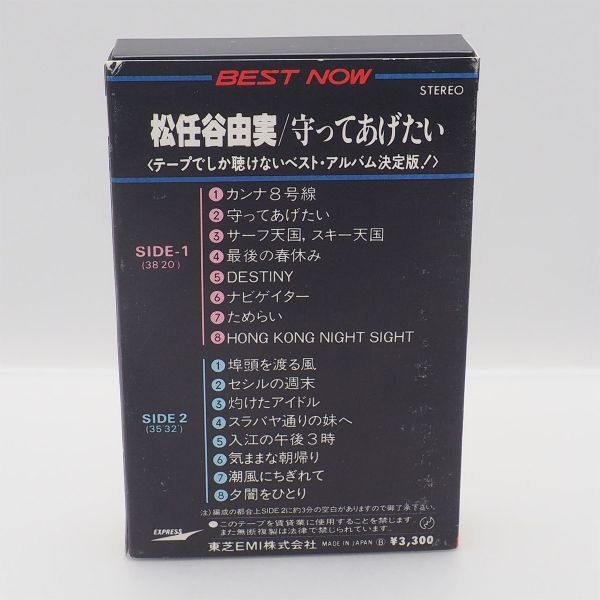 BEST NOW
STEREO
松任谷由実/守ってあげたい
〈テープでしか聴けないベスト・アルバム決定版!〉
SIDE-1
(38 20)
1 カンナ8号線
2 守ってあげたい
3 サーフ天国,スキー天国
4 最後の春休み
5 DESTINY
6 ナビゲイター
7 ためらい
8 HONG KONG NIGHT SIGHT
SIDE 2
(35'32")
1 埠頭を渡る風
2 セシルの週末
3 灼けたアイドル
4 スラバヤ通りの妹へ
5 入江の午後3時
6 気ままな朝帰り
7 潮風にちぎれて
8 夕闇をひとり
注)編成の都合上SIDE 2に約3分の空白がありますので御了承下さい。
EXPRESS
●このテープを賃貸業に使用することを禁じます
また無断複製は法律で禁じられています。
東芝EMI株式会社 MADE IN JAPAN Ⓑ ¥3,300